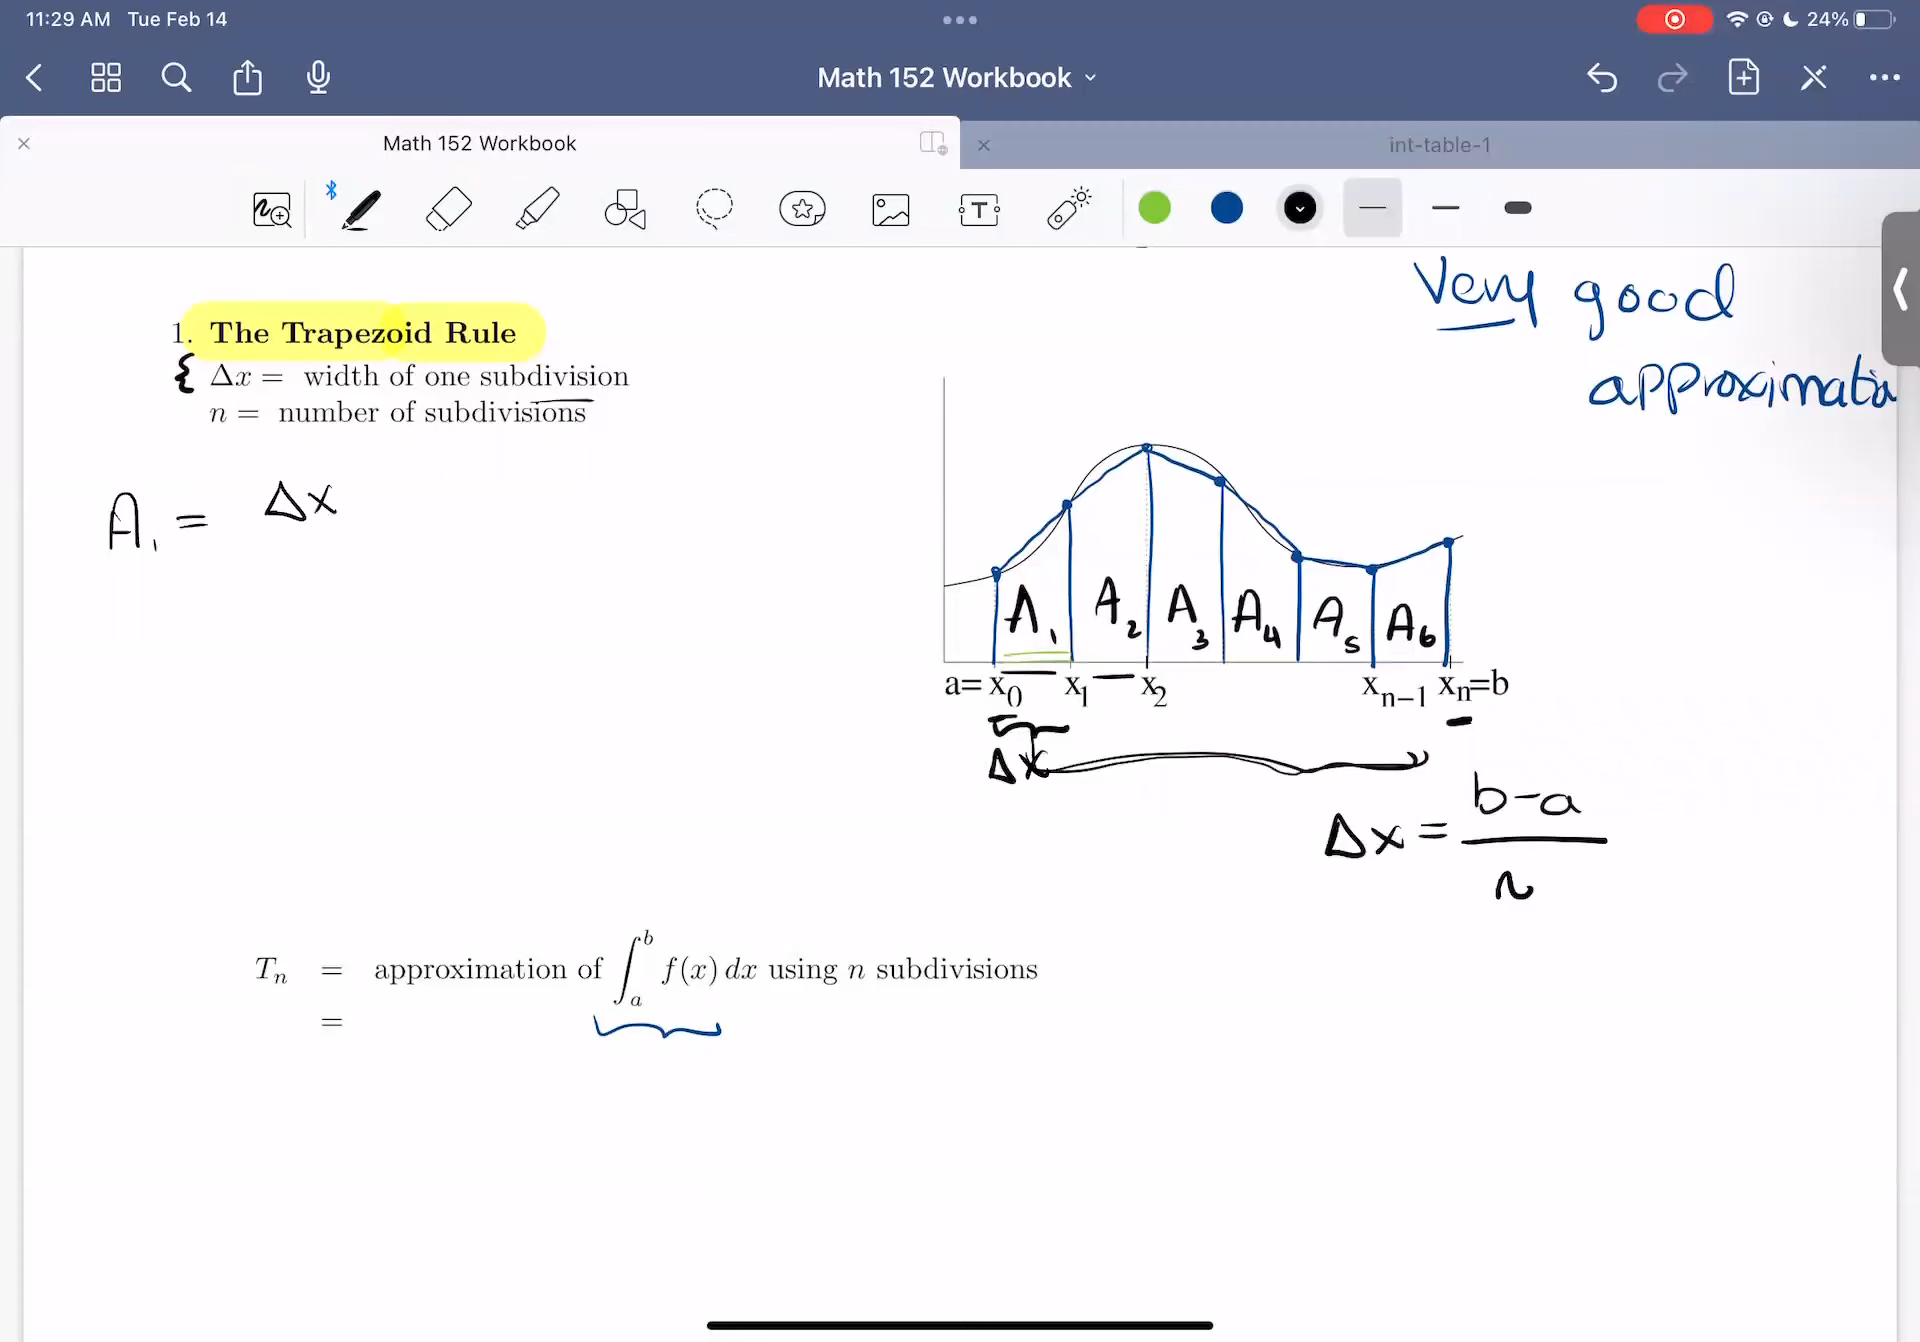 11:29 AM Tue Feb 14
24%
Math 152 Workbook
Math 152 Workbook
int-table-1
T
Very good
approximatio
1. The Trapezoid Rule
{ Δx = width of one subdivision
n = number of subdivisions
A₁ = Δx
A₁ A₂ A₃ A₄ A₅ A₆
a=x₀ x₁ x₂ xₙ₋₁ xₙ=b
Δx
Δx = b-a
n
Tₙ = approximation of ∫ₐᵇ f(x) dx using n subdivisions
=